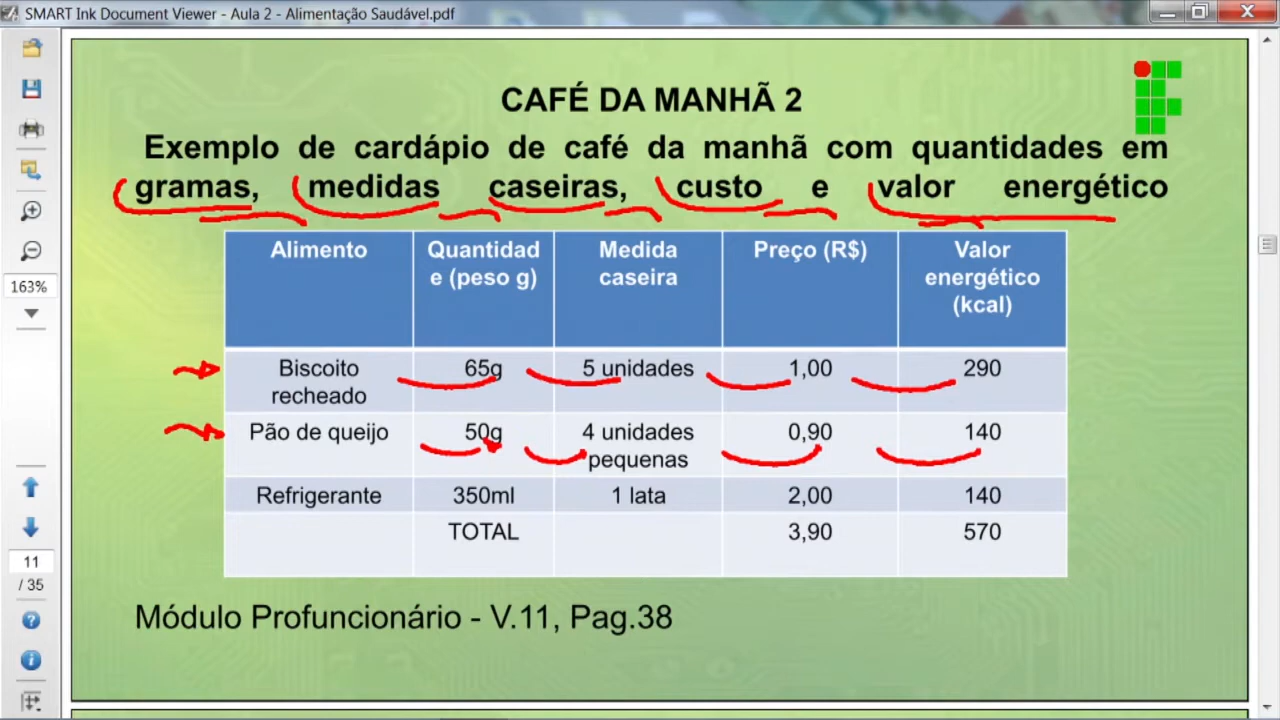 SMART Ink Document Viewer - Aula 2 - Alimentação Saudável.pdf
CAFÉ DA MANHÃ 2
Exemplo de cardápio de café da manhã com quantidades em
gramas, medidas caseiras, custo e valor energético
Alimento Quantidad Medida Preço (R$) Valor
e (peso g) caseira energético
(kcal)
Biscoito 65g 5 unidades 1,00 290
recheado
Pão de queijo 50g 4 unidades 0,90 140
pequenas
Refrigerante 350ml 1 lata 2,00 140
TOTAL 3,90 570
Módulo Profuncionário - V.11, Pag.38
163%
11
/ 35